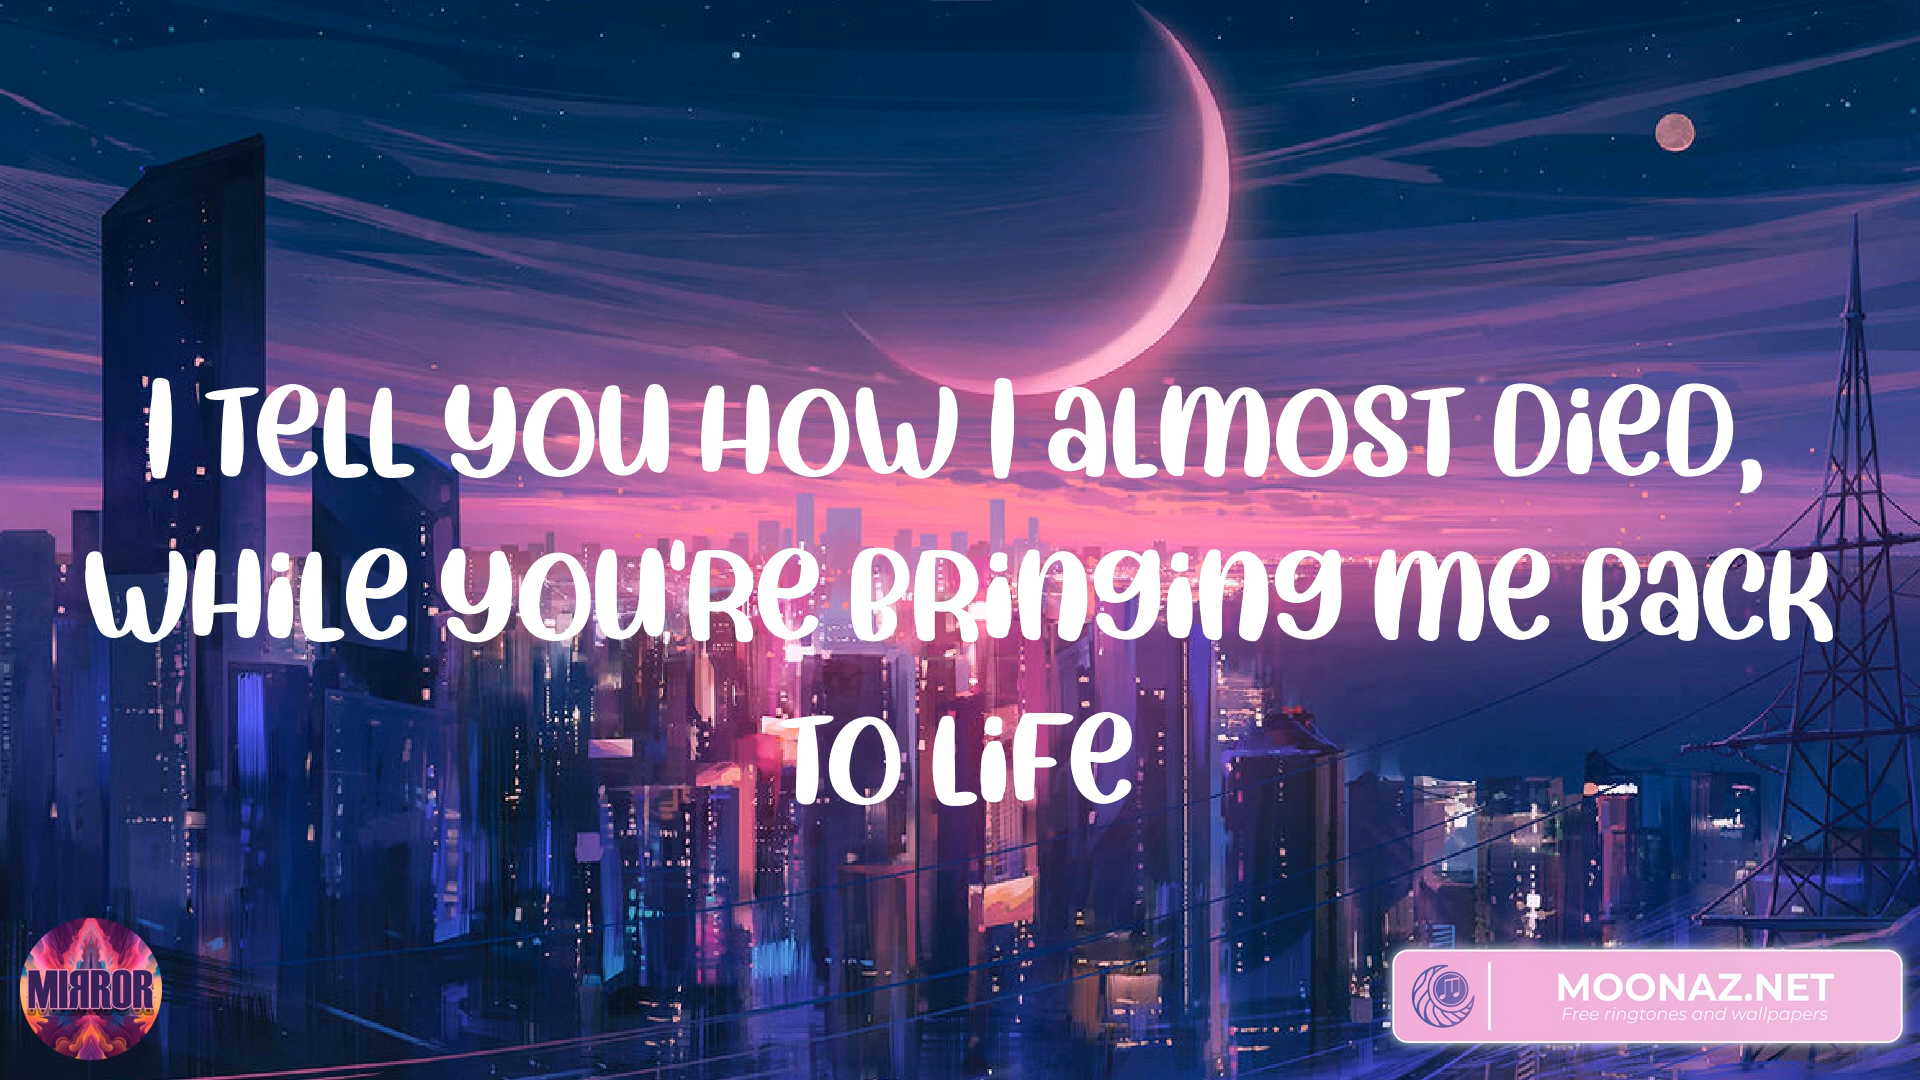 I TELL YOU HOW I ALMOST DIED,
WHILE YOU'RE BRINGING ME BACK
TO LIFE
MIRROR
MOONAZ.NET
Free ringtones and wallpapers